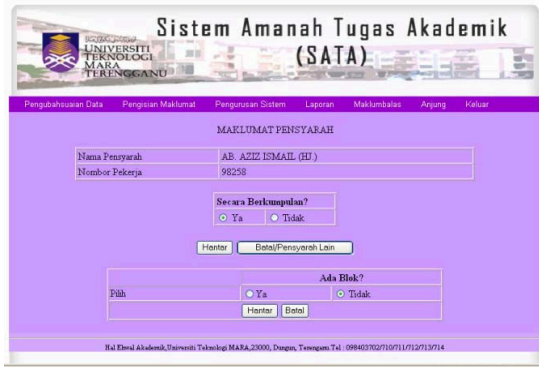 Sistem Amanah Tugas Akademik
(SATA)
UNIVERSITI
TEKNOLOGI
MARA
TERENGGANU
Pengubahsuaian Data Pengisian Maklumat Pengurusan Sistem Laporan Maklumbalas Anjung Keluar
MAKLUMAT PENSYARAH
Nama Pensyarah AB. AZIZ ISMAIL (HJ.)
Nombor Pekerja 98258
Secara Berkumpulan?
Ya Tidak
Hantar Batal/Pensyarah Lain
Ada Blok?
Pilih Ya Tidak
Hantar Batal
Hal Ehwal Akademik,Universiti Teknologi MARA,23000, Dungun, Terengganu.Tel : 098403702/710/711/712/713/714